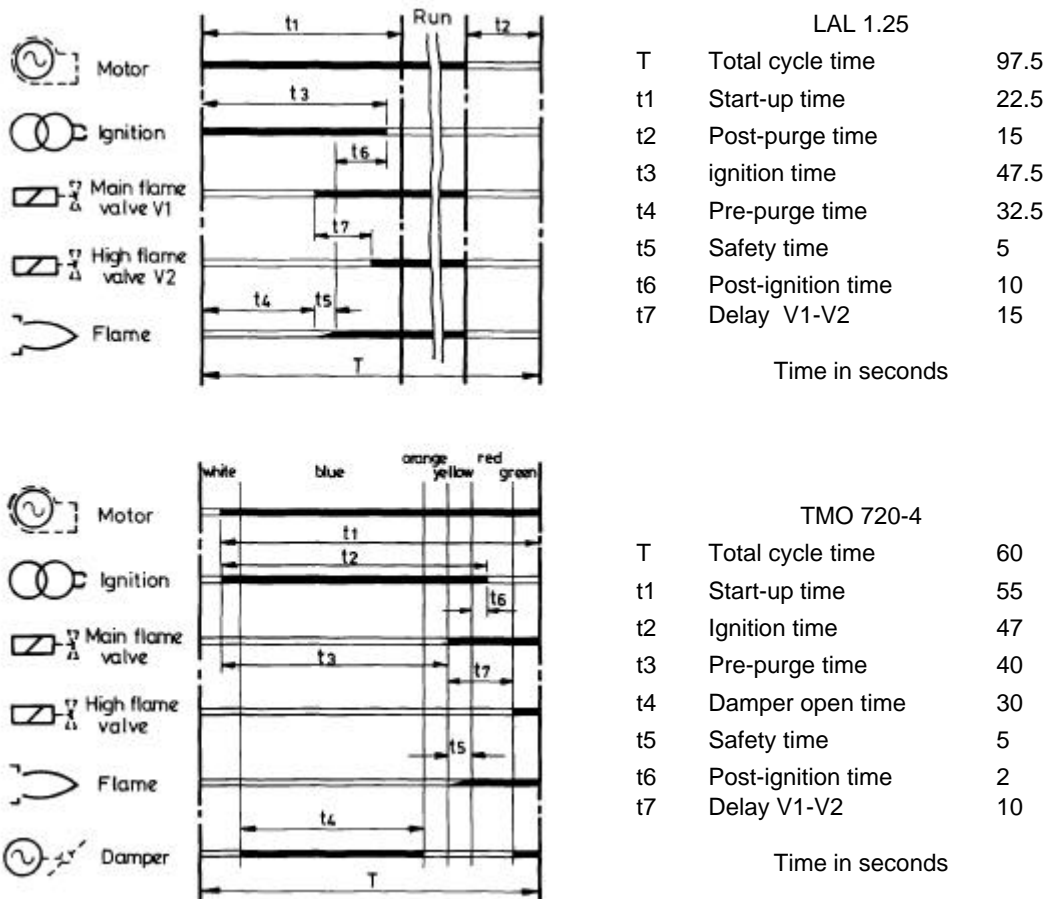 t1 Run t2
Motor
t3
Ignition
t6
Main flame
valve V1
t7
High flame
valve V2
t4 t5
Flame
T
LAL 1.25
T Total cycle time 97.5
t1 Start-up time 22.5
t2 Post-purge time 15
t3 ignition time 47.5
t4 Pre-purge time 32.5
t5 Safety time 5
t6 Post-ignition time 10
t7 Delay V1-V2 15
Time in seconds
white blue orange yellow red green
Motor
t1
t2
Ignition
t6
Main flame
valve
t3 t7
High flame
valve
t5
Flame
t4
Damper
T
TMO 720-4
T Total cycle time 60
t1 Start-up time 55
t2 Ignition time 47
t3 Pre-purge time 40
t4 Damper open time 30
t5 Safety time 5
t6 Post-ignition time 2
t7 Delay V1-V2 10
Time in seconds